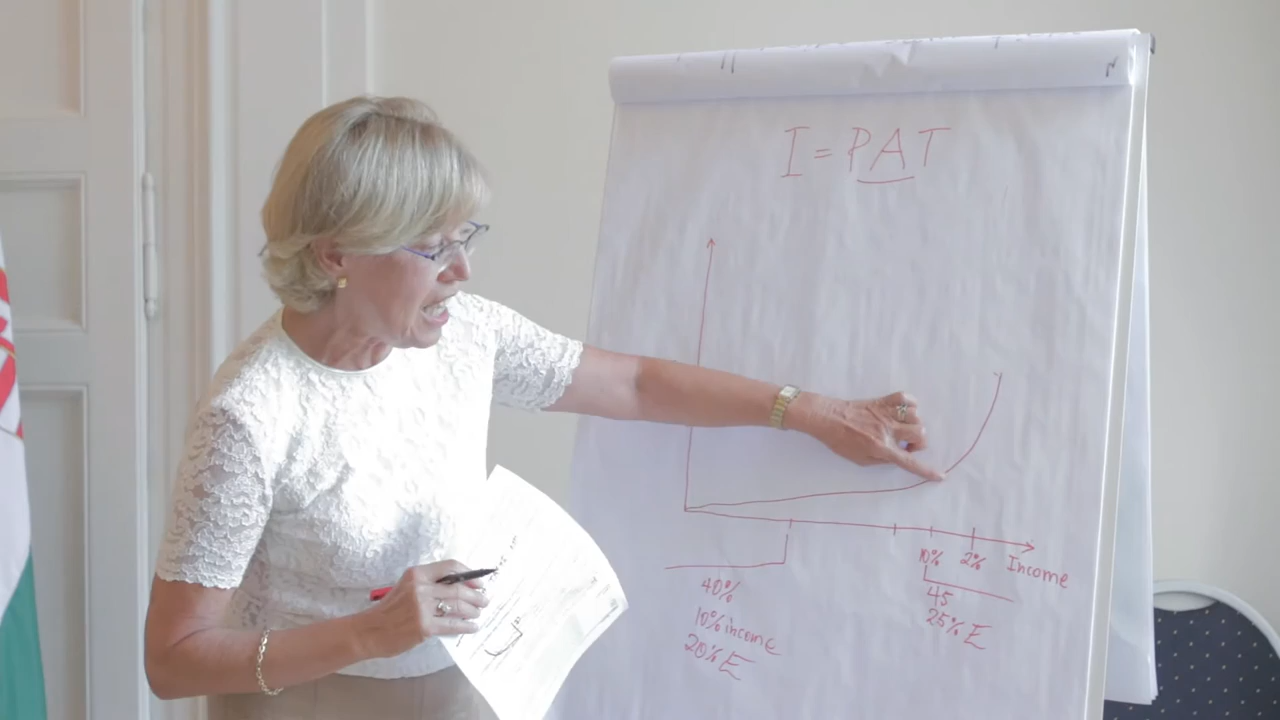 I = PAT
10% 2% Income
40%
45
10% income
25% E
20% E